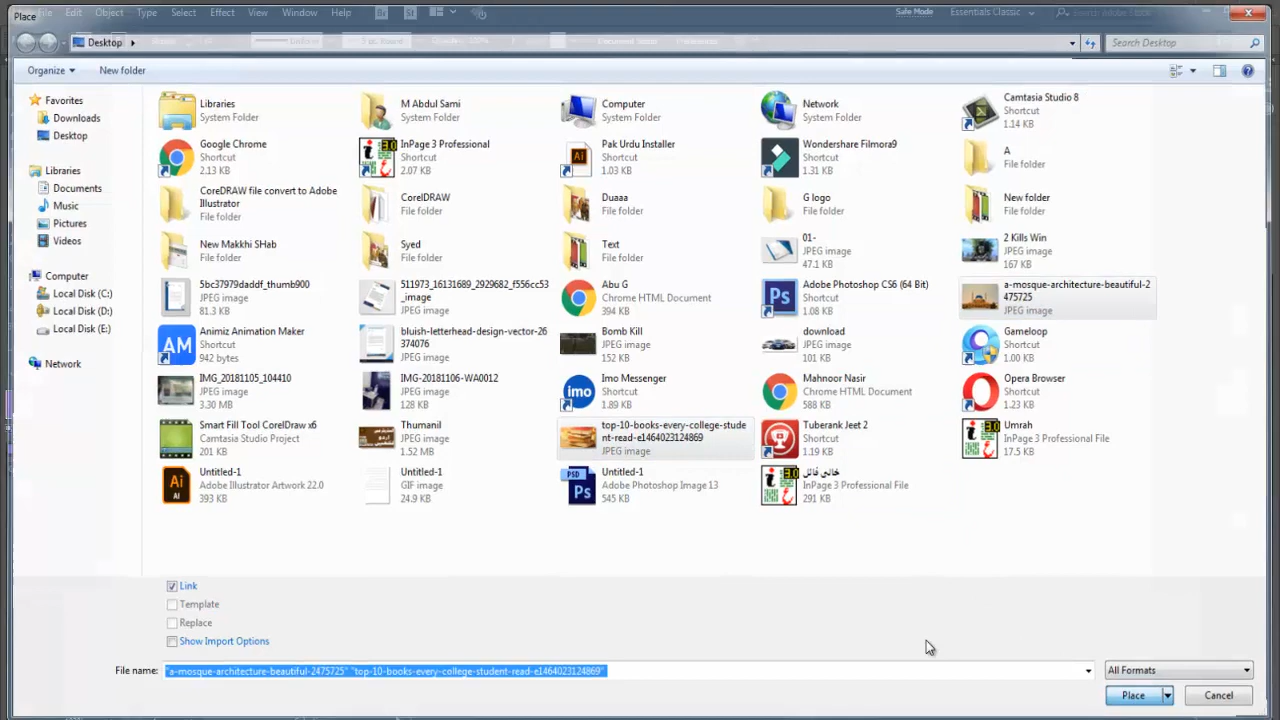 Place
File Edit Object Type Select Effect View Window Help Br St Safe Mode Essentials Classic
Desktop Search Desktop
Organize New folder
Favorites
Downloads
Desktop
Libraries
Documents
Music
Pictures
Videos
Computer
Local Disk (C:)
Local Disk (D:)
Local Disk (E:)
Network
Libraries
System Folder
M Abdul Sami
System Folder
Computer
System Folder
Network
System Folder
Camtasia Studio 8
Shortcut
1.14 KB
Google Chrome
Shortcut
2.13 KB
InPage 3 Professional
Shortcut
2.07 KB
Pak Urdu Installer
Shortcut
1.03 KB
Wondershare Filmora9
Shortcut
1.31 KB
A
File folder
CoreDRAW file convert to Adobe
Illustrator
File folder
CorelDRAW
File folder
Duaaa
File folder
G logo
File folder
New folder
File folder
New Makkhi SHab
File folder
Syed
File folder
Text
File folder
01-
JPEG image
47.1 KB
2 Kills Win
JPEG image
167 KB
5bc37979daddf_thumb900
JPEG image
81.3 KB
511973_16131689_2929682_f556cc53
_image
JPEG image
Abu G
Chrome HTML Document
394 KB
Adobe Photoshop CS6 (64 Bit)
Shortcut
1.08 KB
a-mosque-architecture-beautiful-2
475725
JPEG image
Animiz Animation Maker
Shortcut
942 bytes
bluish-letterhead-design-vector-26
374076
JPEG image
Bomb Kill
JPEG image
152 KB
download
JPEG image
101 KB
Gameloop
Shortcut
1.00 KB
IMG_20181105_104410
JPEG image
3.30 MB
IMG-20181106-WA0012
JPEG image
128 KB
Imo Messenger
Shortcut
1.89 KB
Mahnoor Nasir
Chrome HTML Document
588 KB
Opera Browser
Shortcut
1.23 KB
Smart Fill Tool CorelDraw x6
Camtasia Studio Project
201 KB
Thumanil
JPEG image
1.52 MB
top-10-books-every-college-stude
nt-read-e1464023124869
JPEG image
Tuberank Jeet 2
Shortcut
1.19 KB
Umrah
InPage 3 Professional File
17.5 KB
Untitled-1
Adobe Illustrator Artwork 22.0
393 KB
Untitled-1
GIF image
24.9 KB
Untitled-1
Adobe Photoshop Image 13
545 KB
خالی فائل
InPage 3 Professional File
291 KB
Link
Template
Replace
Show Import Options
File name: "a-mosque-architecture-beautiful-2475725" "top-10-books-every-college-student-read-e1464023124869" All Formats
Place Cancel